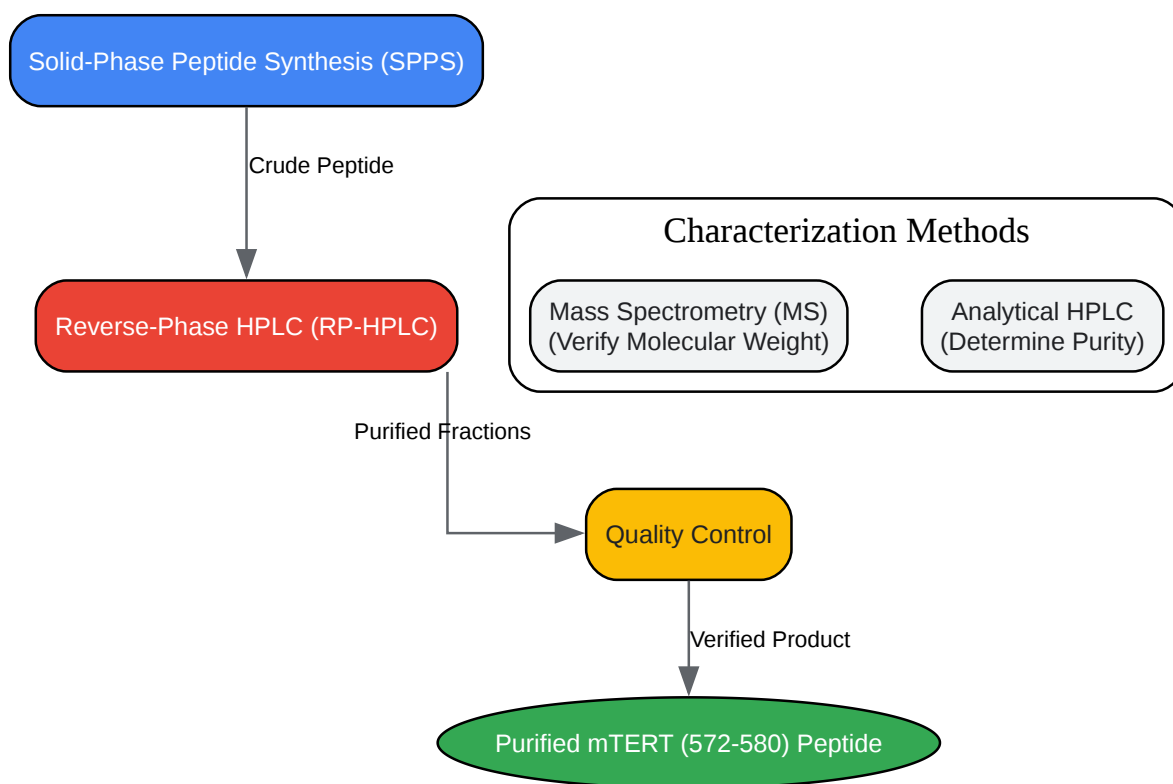 Solid-Phase Peptide Synthesis (SPPS)
Crude Peptide
Characterization Methods
Mass Spectrometry (MS)
(Verify Molecular Weight)
Analytical HPLC
(Determine Purity)
Reverse-Phase HPLC (RP-HPLC)
Purified Fractions
Quality Control
Verified Product
Purified mTERT (572-580) Peptide